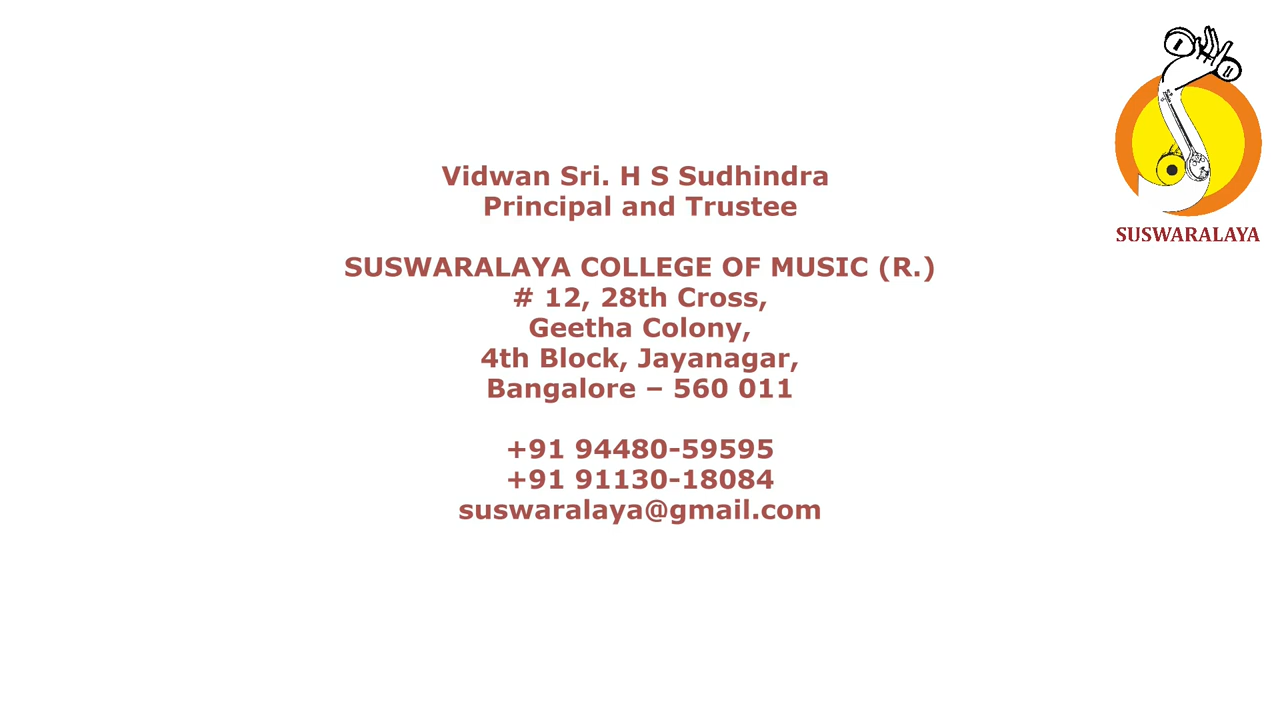 Vidwan Sri. H S Sudhindra
Principal and Trustee
SUSWARALAYA COLLEGE OF MUSIC (R.)
# 12, 28th Cross,
Geetha Colony,
4th Block, Jayanagar,
Bangalore – 560 011
+91 94480-59595
+91 91130-18084
suswaralaya@gmail.com
SUSWARALAYA